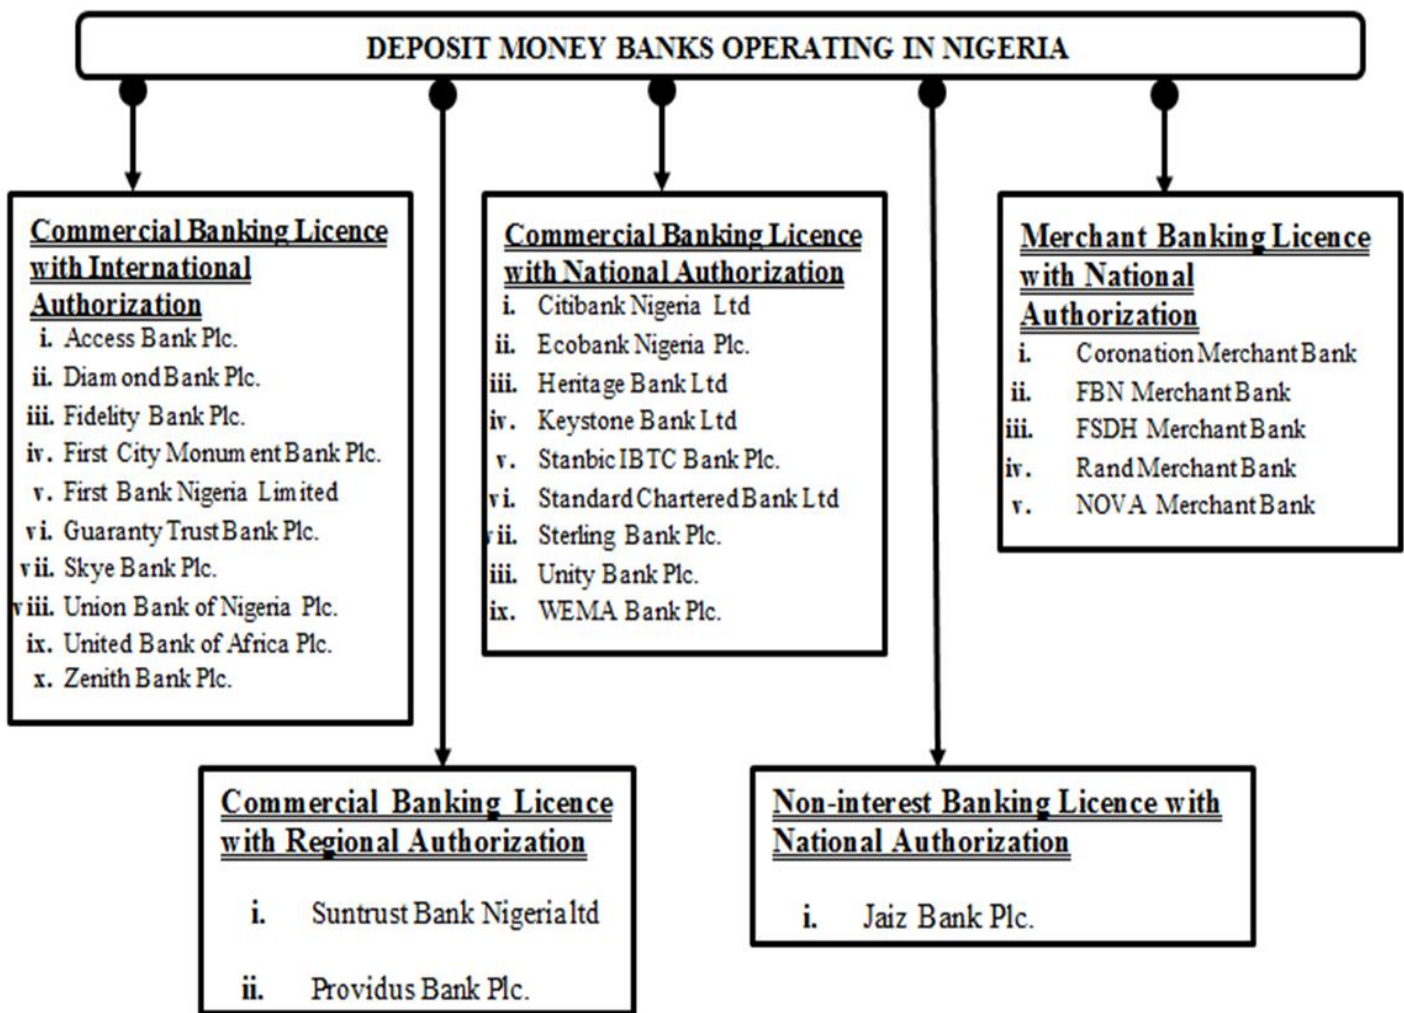 DEPOSIT MONEY BANKS OPERATING IN NIGERIA
Commercial Banking Licence
with International
Authorization
i. Access Bank Plc.
ii. Diamond Bank Plc.
iii. Fidelity Bank Plc.
iv. First City Monument Bank Plc.
v. First Bank Nigeria Limited
vi. Guaranty Trust Bank Plc.
vii. Skye Bank Plc.
viii. Union Bank of Nigeria Plc.
ix. United Bank of Africa Plc.
x. Zenith Bank Plc.
Commercial Banking Licence
with National Authorization
i. Citibank Nigeria Ltd
ii. Ecobank Nigeria Plc.
iii. Heritage Bank Ltd
iv. Keystone Bank Ltd
v. Stanbic IBTC Bank Plc.
vi. Standard Chartered Bank Ltd
vii. Sterling Bank Plc.
iii. Unity Bank Plc.
ix. WEMA Bank Plc.
Merchant Banking Licence
with National
Authorization
i. Coronation Merchant Bank
ii. FBN Merchant Bank
iii. FSDH Merchant Bank
iv. Rand Merchant Bank
v. NOVA Merchant Bank
Commercial Banking Licence
with Regional Authorization
i. Suntrust Bank Nigeria ltd
ii. Providus Bank Plc.
Non-interest Banking Licence with
National Authorization
i. Jaiz Bank Plc.